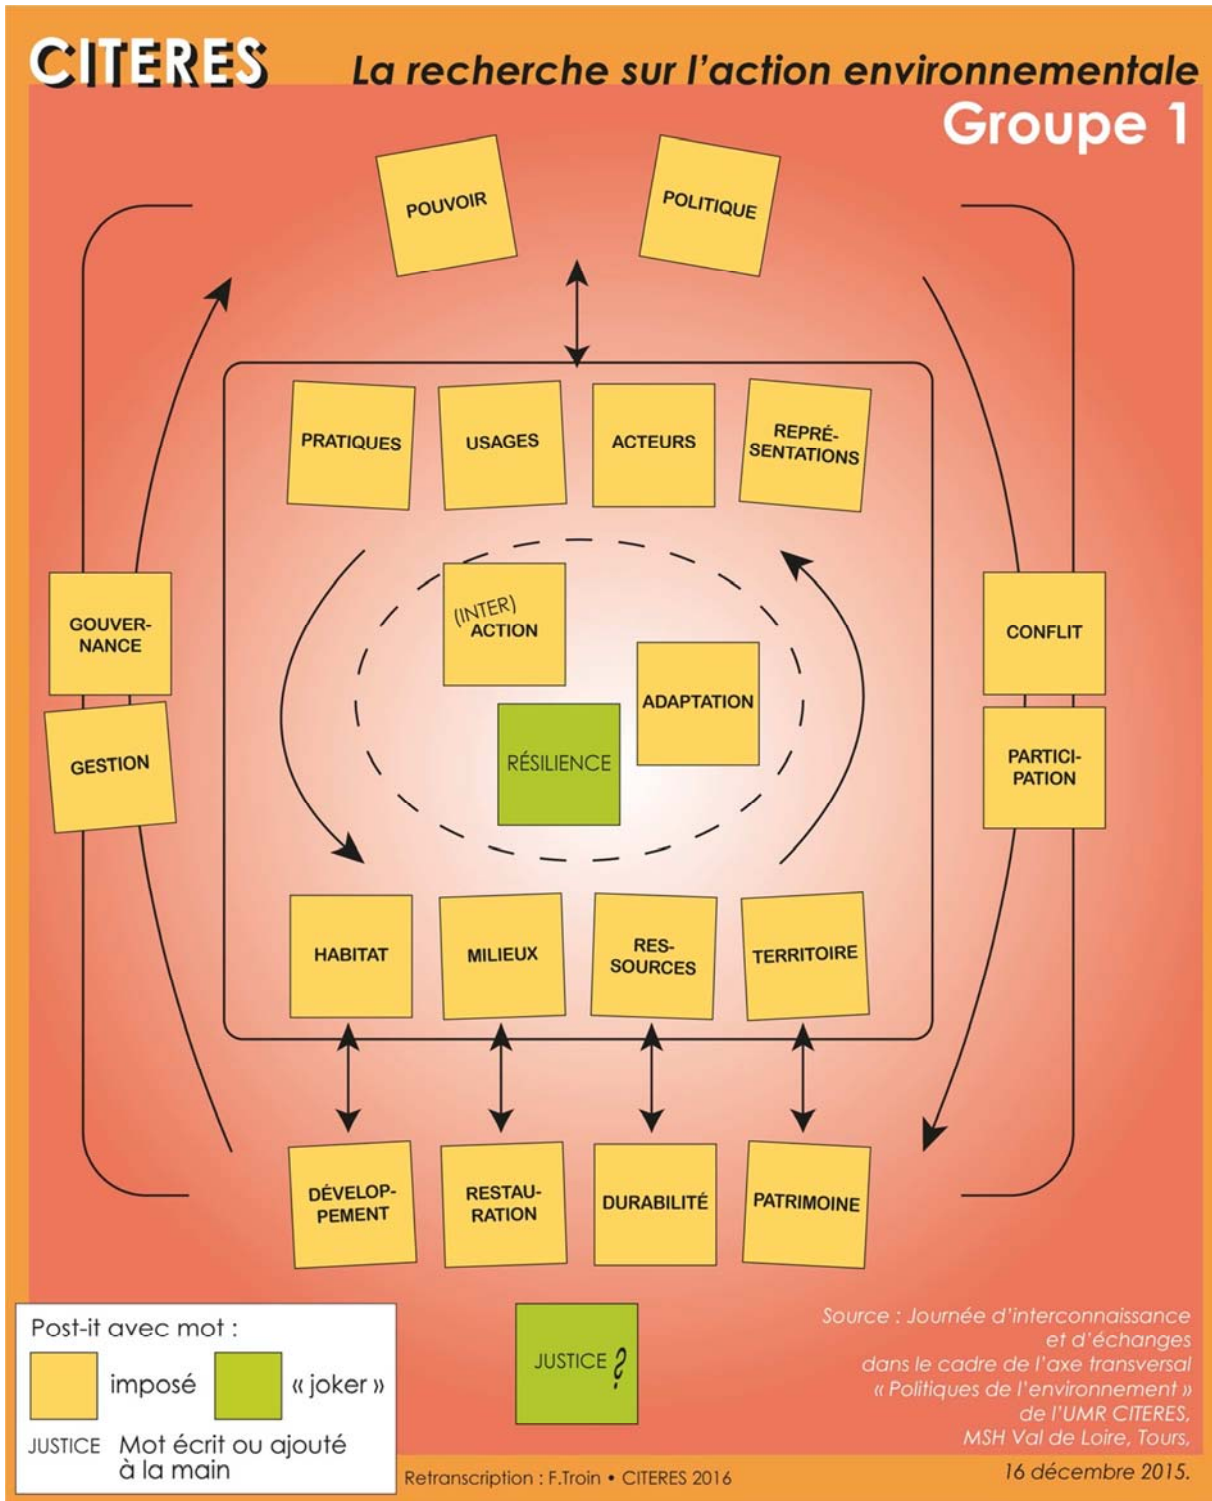 CITERES
La recherche sur l'action environnementale
Groupe 1
POUVOIR
POLITIQUE
PRATIQUES
USAGES
ACTEURS
REPRÉ-
SENTATIONS
(INTER)
ACTION
ADAPTATION
RÉSILIENCE
GOUVER-
NANCE
GESTION
CONFLIT
PARTICI-
PATION
HABITAT
MILIEUX
RES-
SOURCES
TERRITOIRE
DÉVELOP-
PEMENT
RESTAU-
RATION
DURABILITÉ
PATRIMOINE
JUSTICE ?
Post-it avec mot :
imposé
« joker »
JUSTICE Mot écrit ou ajouté
à la main
Retranscription : F.Troin • CITERES 2016
Source : Journée d'interconnaissance
et d'échanges
dans le cadre de l'axe transversal
« Politiques de l'environnement »
de l'UMR CITERES,
MSH Val de Loire, Tours,
16 décembre 2015.